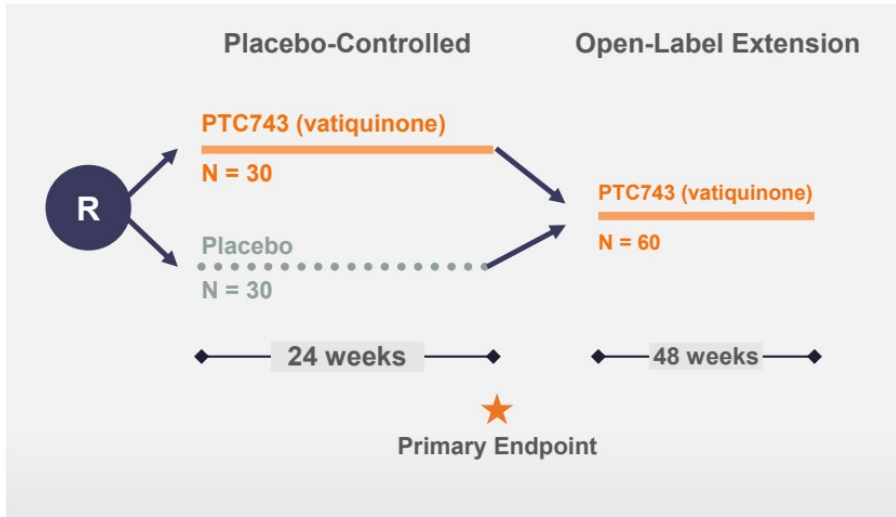 Placebo-Controlled
Open-Label Extension
PTC743 (vatiquinone)
N = 30
R
Placebo
N = 30
PTC743 (vatiquinone)
N = 60
24 weeks
48 weeks
Primary Endpoint